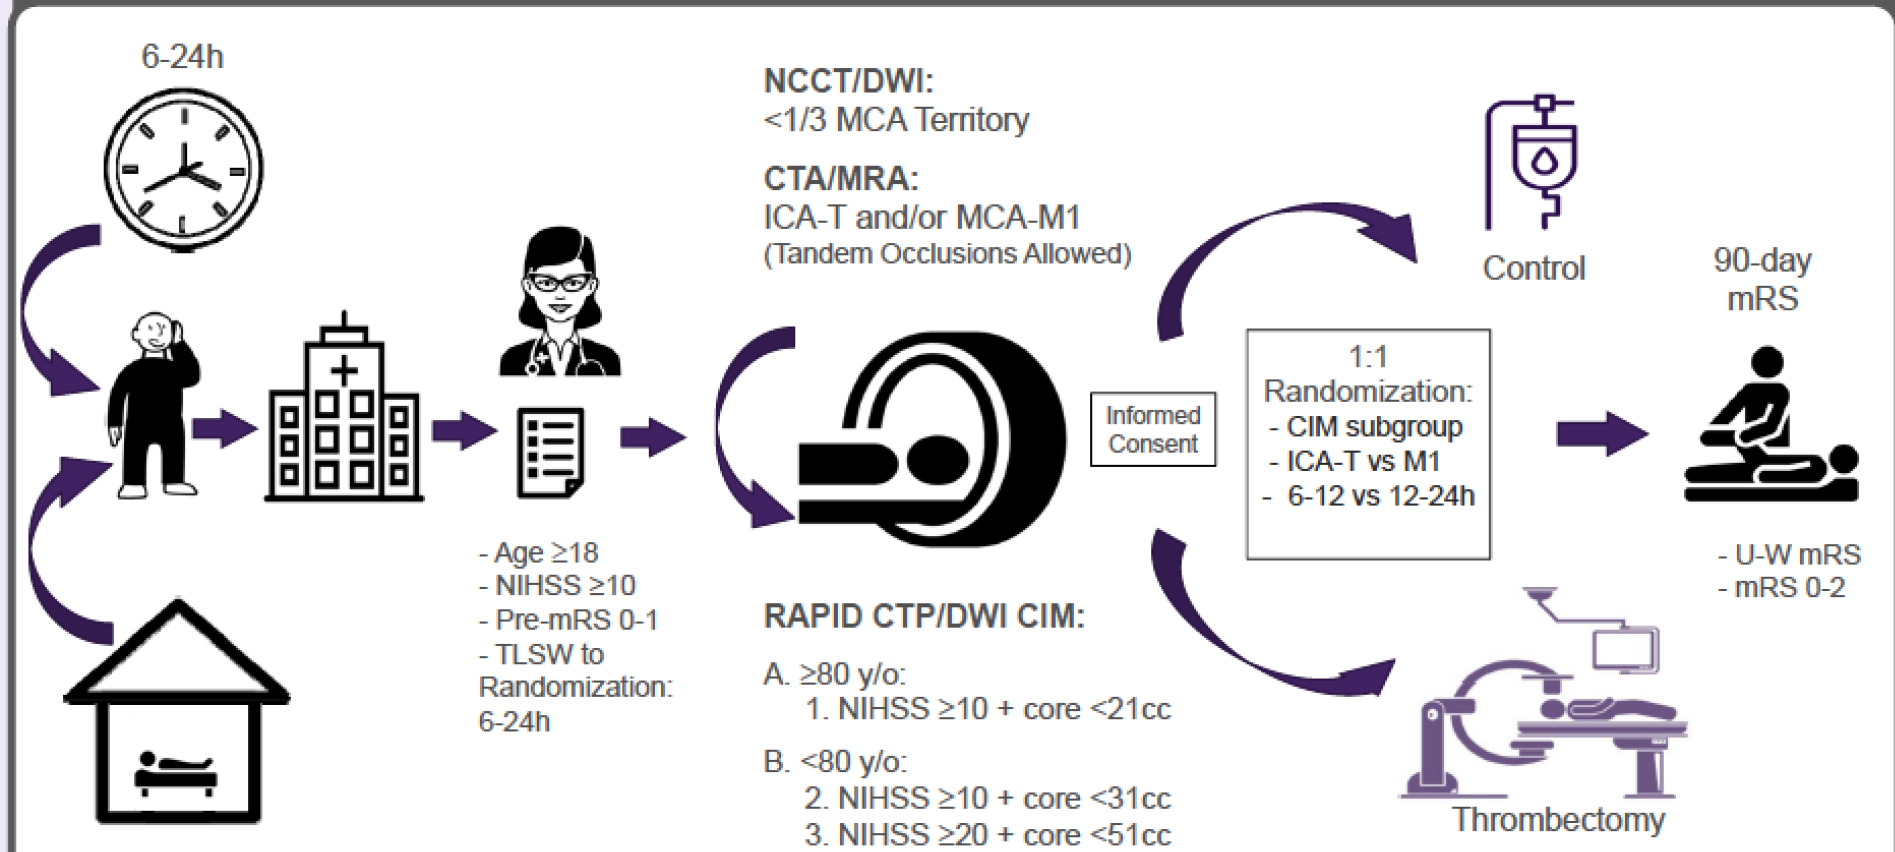 6-24h
- Age ≥18
- NIHSS ≥10
- Pre-mRS 0-1
- TLSW to
Randomization:
6-24h
NCCT/DWI:
<1/3 MCA Territory
CTA/MRA:
ICA-T and/or MCA-M1
(Tandem Occlusions Allowed)
RAPID CTP/DWI CIM:
A. ≥80 y/o:
1. NIHSS ≥10 + core <21cc
B. <80 y/o:
2. NIHSS ≥10 + core <31cc
3. NIHSS ≥20 + core <51cc
Informed
Consent
1:1
Randomization:
- CIM subgroup
- ICA-T vs M1
- 6-12 vs 12-24h
Control
Thrombectomy
90-day
mRS
- U-W mRS
- mRS 0-2